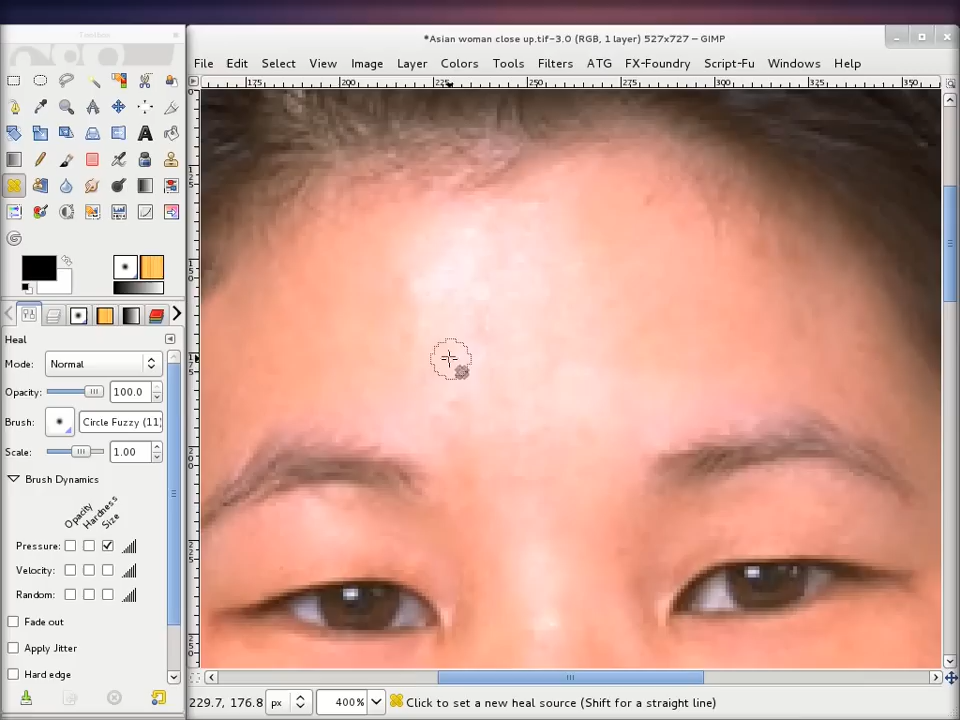 Toolbox
*Asian woman close up.tif-3.0 (RGB, 1 layer) 527x727 – GIMP
File Edit Select View Image Layer Colors Tools Filters ATG FX-Foundry Script-Fu Windows Help
175 200 225 250 275 300 325 350
Heal
Mode: Normal
Opacity: 100.0
Brush: Circle Fuzzy (11)
Scale: 1.00
Brush Dynamics
Opacity
Hardness
Size
Pressure:
Velocity:
Random:
Fade out
Apply Jitter
Hard edge
229.7, 176.8 px 400% Click to set a new heal source (Shift for a straight line)